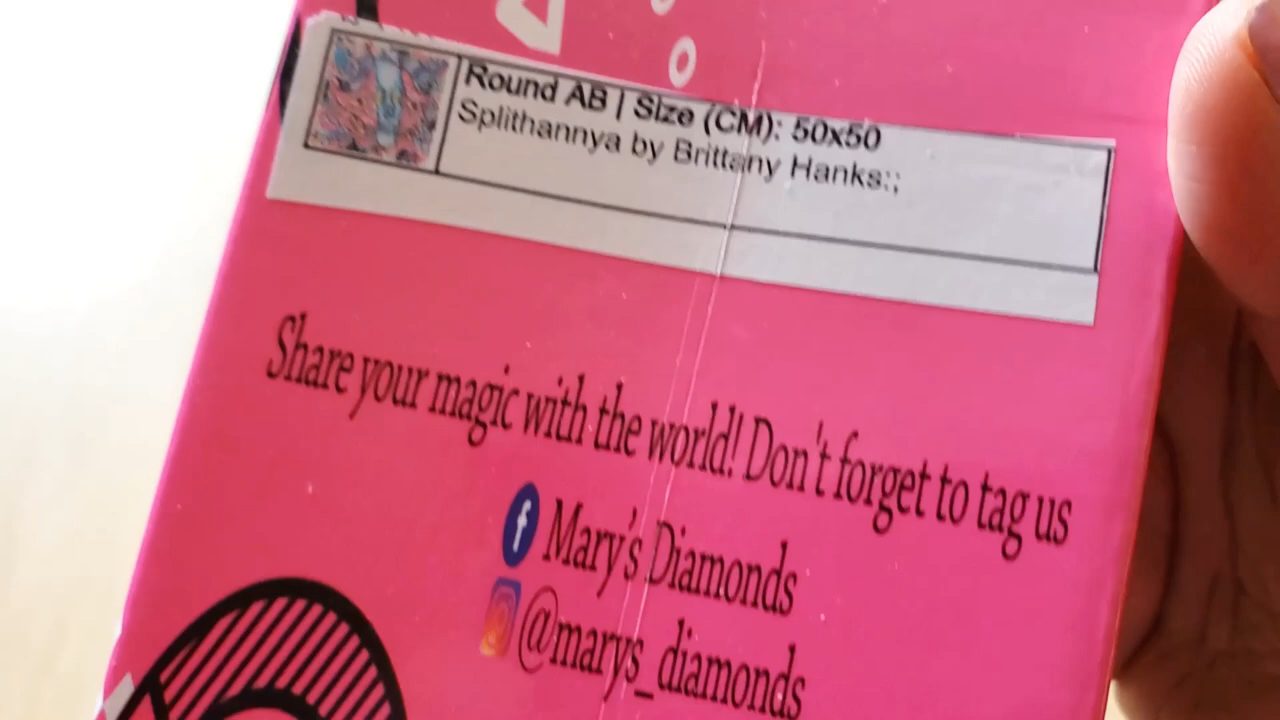 Round AB | Size (CM): 50x50
Splithannya by Brittany Hanks:;
Share your magic with the world! Don't forget to tag us
f Mary's Diamonds
@marys_diamonds